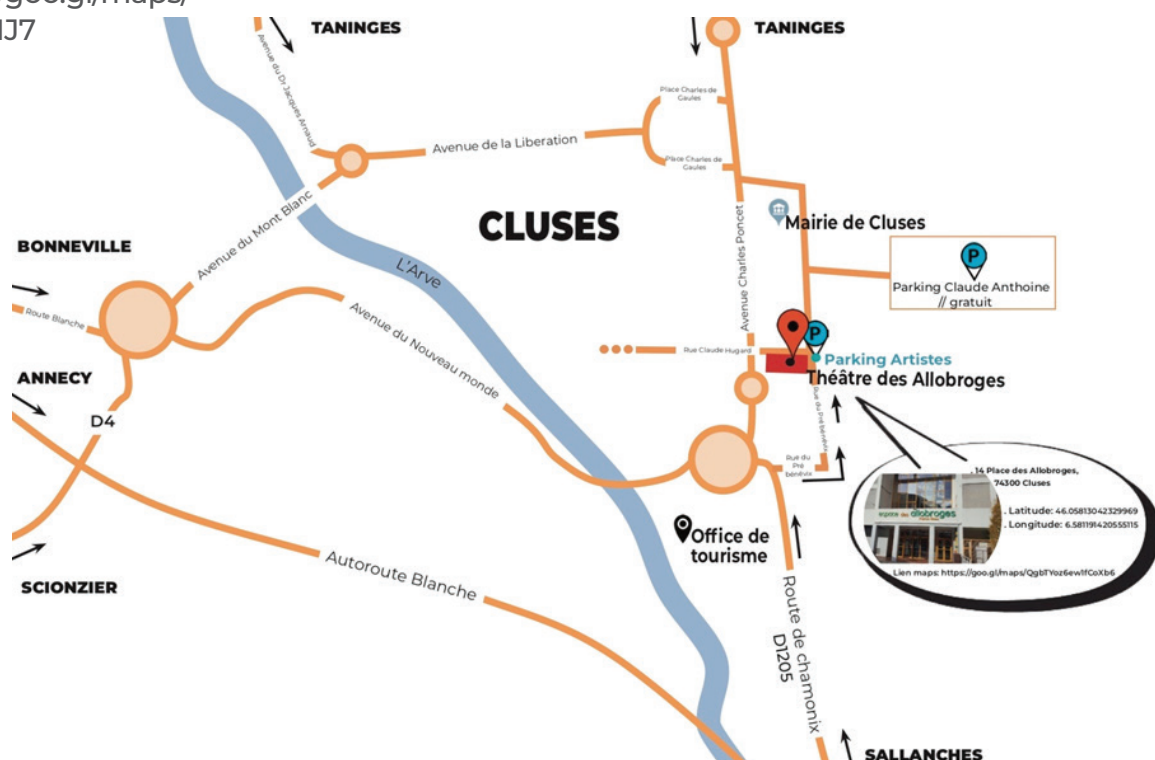 goo.gl/maps/
J7
TANINGES
TANINGES
Avenue du Dr Jacques Arnaud
Place Charles de
Gaules
Avenue de la Liberation
Place Charles de
Gaules
CLUSES
Mairie de Cluses
Avenue du Mont Blanc
BONNEVILLE
L'Arve
Avenue Charles Poncet
P
Parking Claude Anthoine
// gratuit
Route Blanche
Avenue du Nouveau monde
Rue Claude Hugard
P
Parking Artistes
Théâtre des Allobroges
ANNECY
D4
Rue du Pré bénévix
Rue du
Pré
bénévix
. 14 Place des Allobroges,
74300 Cluses
espace des allobroges
. Latitude: 46.05813042329969
. Longitude: 6.581191420555115
Lien maps: https://goo.gl/maps/QgbTYoz6ew1fCoXb6
Office de
tourisme
Autoroute Blanche
SCIONZIER
Route de chamonix
D1205
SALLANCHES